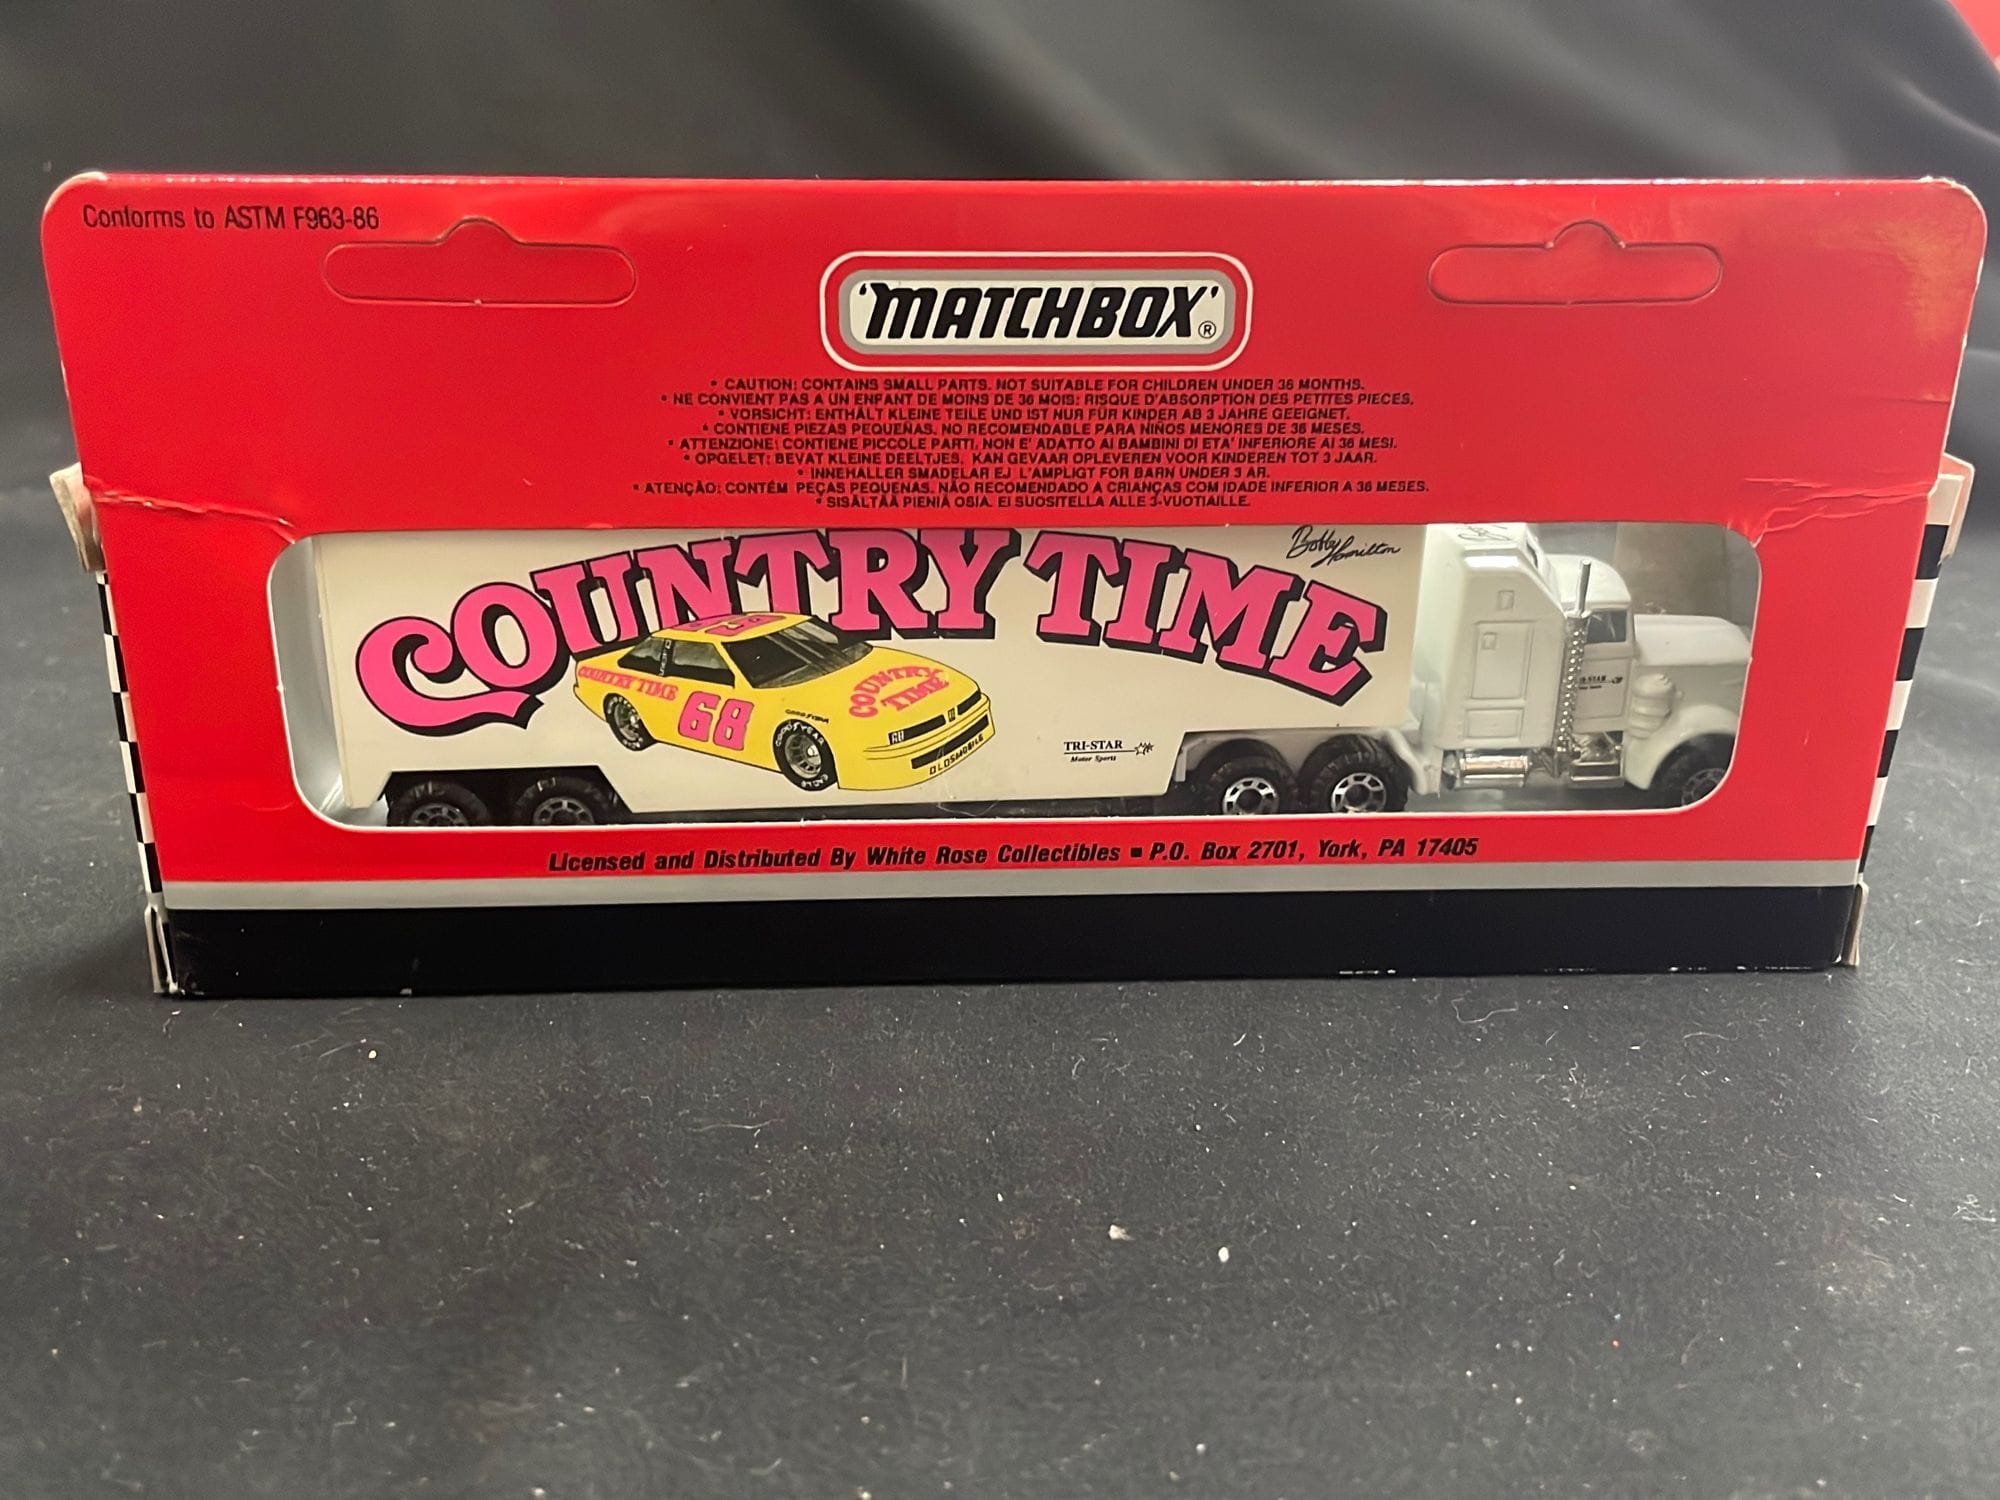 Conforms to ASTM F963-86
'MATCHBOX'®
• CAUTION: CONTAINS SMALL PARTS. NOT SUITABLE FOR CHILDREN UNDER 36 MONTHS.
• NE CONVIENT PAS A UN ENFANT DE MOINS DE 36 MOIS: RISQUE D'ABSORPTION DES PETITES PIECES.
• VORSICHT: ENTHÄLT KLEINE TEILE UND IST NUR FÜR KINDER AB 3 JAHRE GEEIGNET.
• CONTIENE PIEZAS PEQUEÑAS. NO RECOMENDABLE PARA NIÑOS MENORES DE 36 MESES.
• ATTENZIONE: CONTIENE PICCOLE PARTI. NON E' ADATTO AI BAMBINI DI ETA' INFERIORE AI 36 MESI.
• OPGELET: BEVAT KLEINE DEELTJES. KAN GEVAAR OPLEVEREN VOOR KINDEREN TOT 3 JAAR.
• INNEHALLER SMADELAR EJ L'AMPLIGT FOR BARN UNDER 3 AR.
• ATENÇÃO: CONTÉM PEÇAS PEQUENAS. NÃO RECOMENDADO A CRIANÇAS COM IDADE INFERIOR A 36 MESES.
• SISÄLTÄÄ PIENIÄ OSIA. EI SUOSITELLA ALLE 3-VUOTIAILLE.
COUNTRY TIME
Bobby Hamilton
68
COUNTRY TIME
68
COUNTRY
TIME
GOODYEAR
GOODYEAR
EAGLE
68
OLDSMOBILE
TRI-STAR
Motor Sports
Licensed and Distributed By White Rose Collectibles ▪ P.O. Box 2701, York, PA 17405